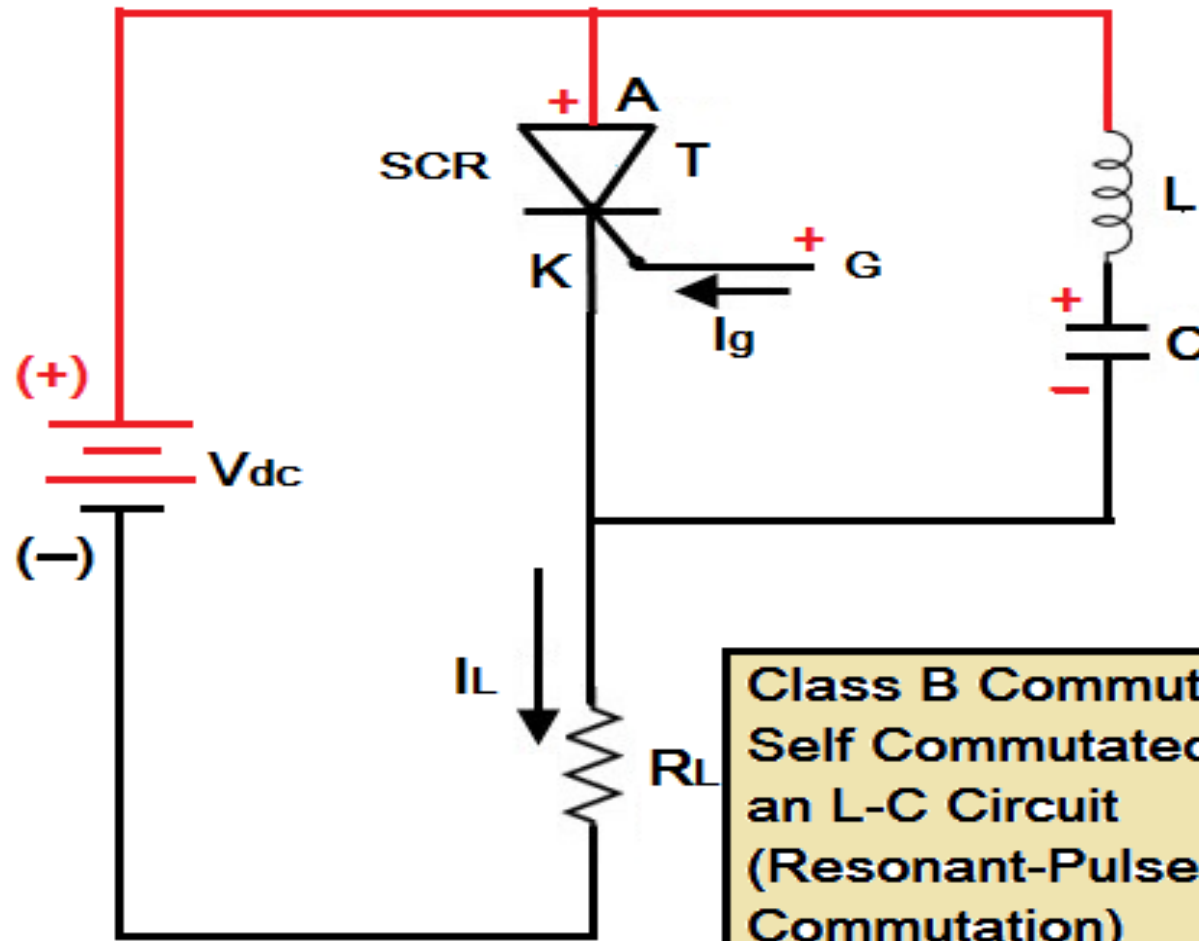 + A
SCR T
L
K + G
Ig
+
C
−
(+)
Vdc
(−)
IL
RL
Class B Commut
Self Commutated
an L-C Circuit
(Resonant-Pulse
Commutation)